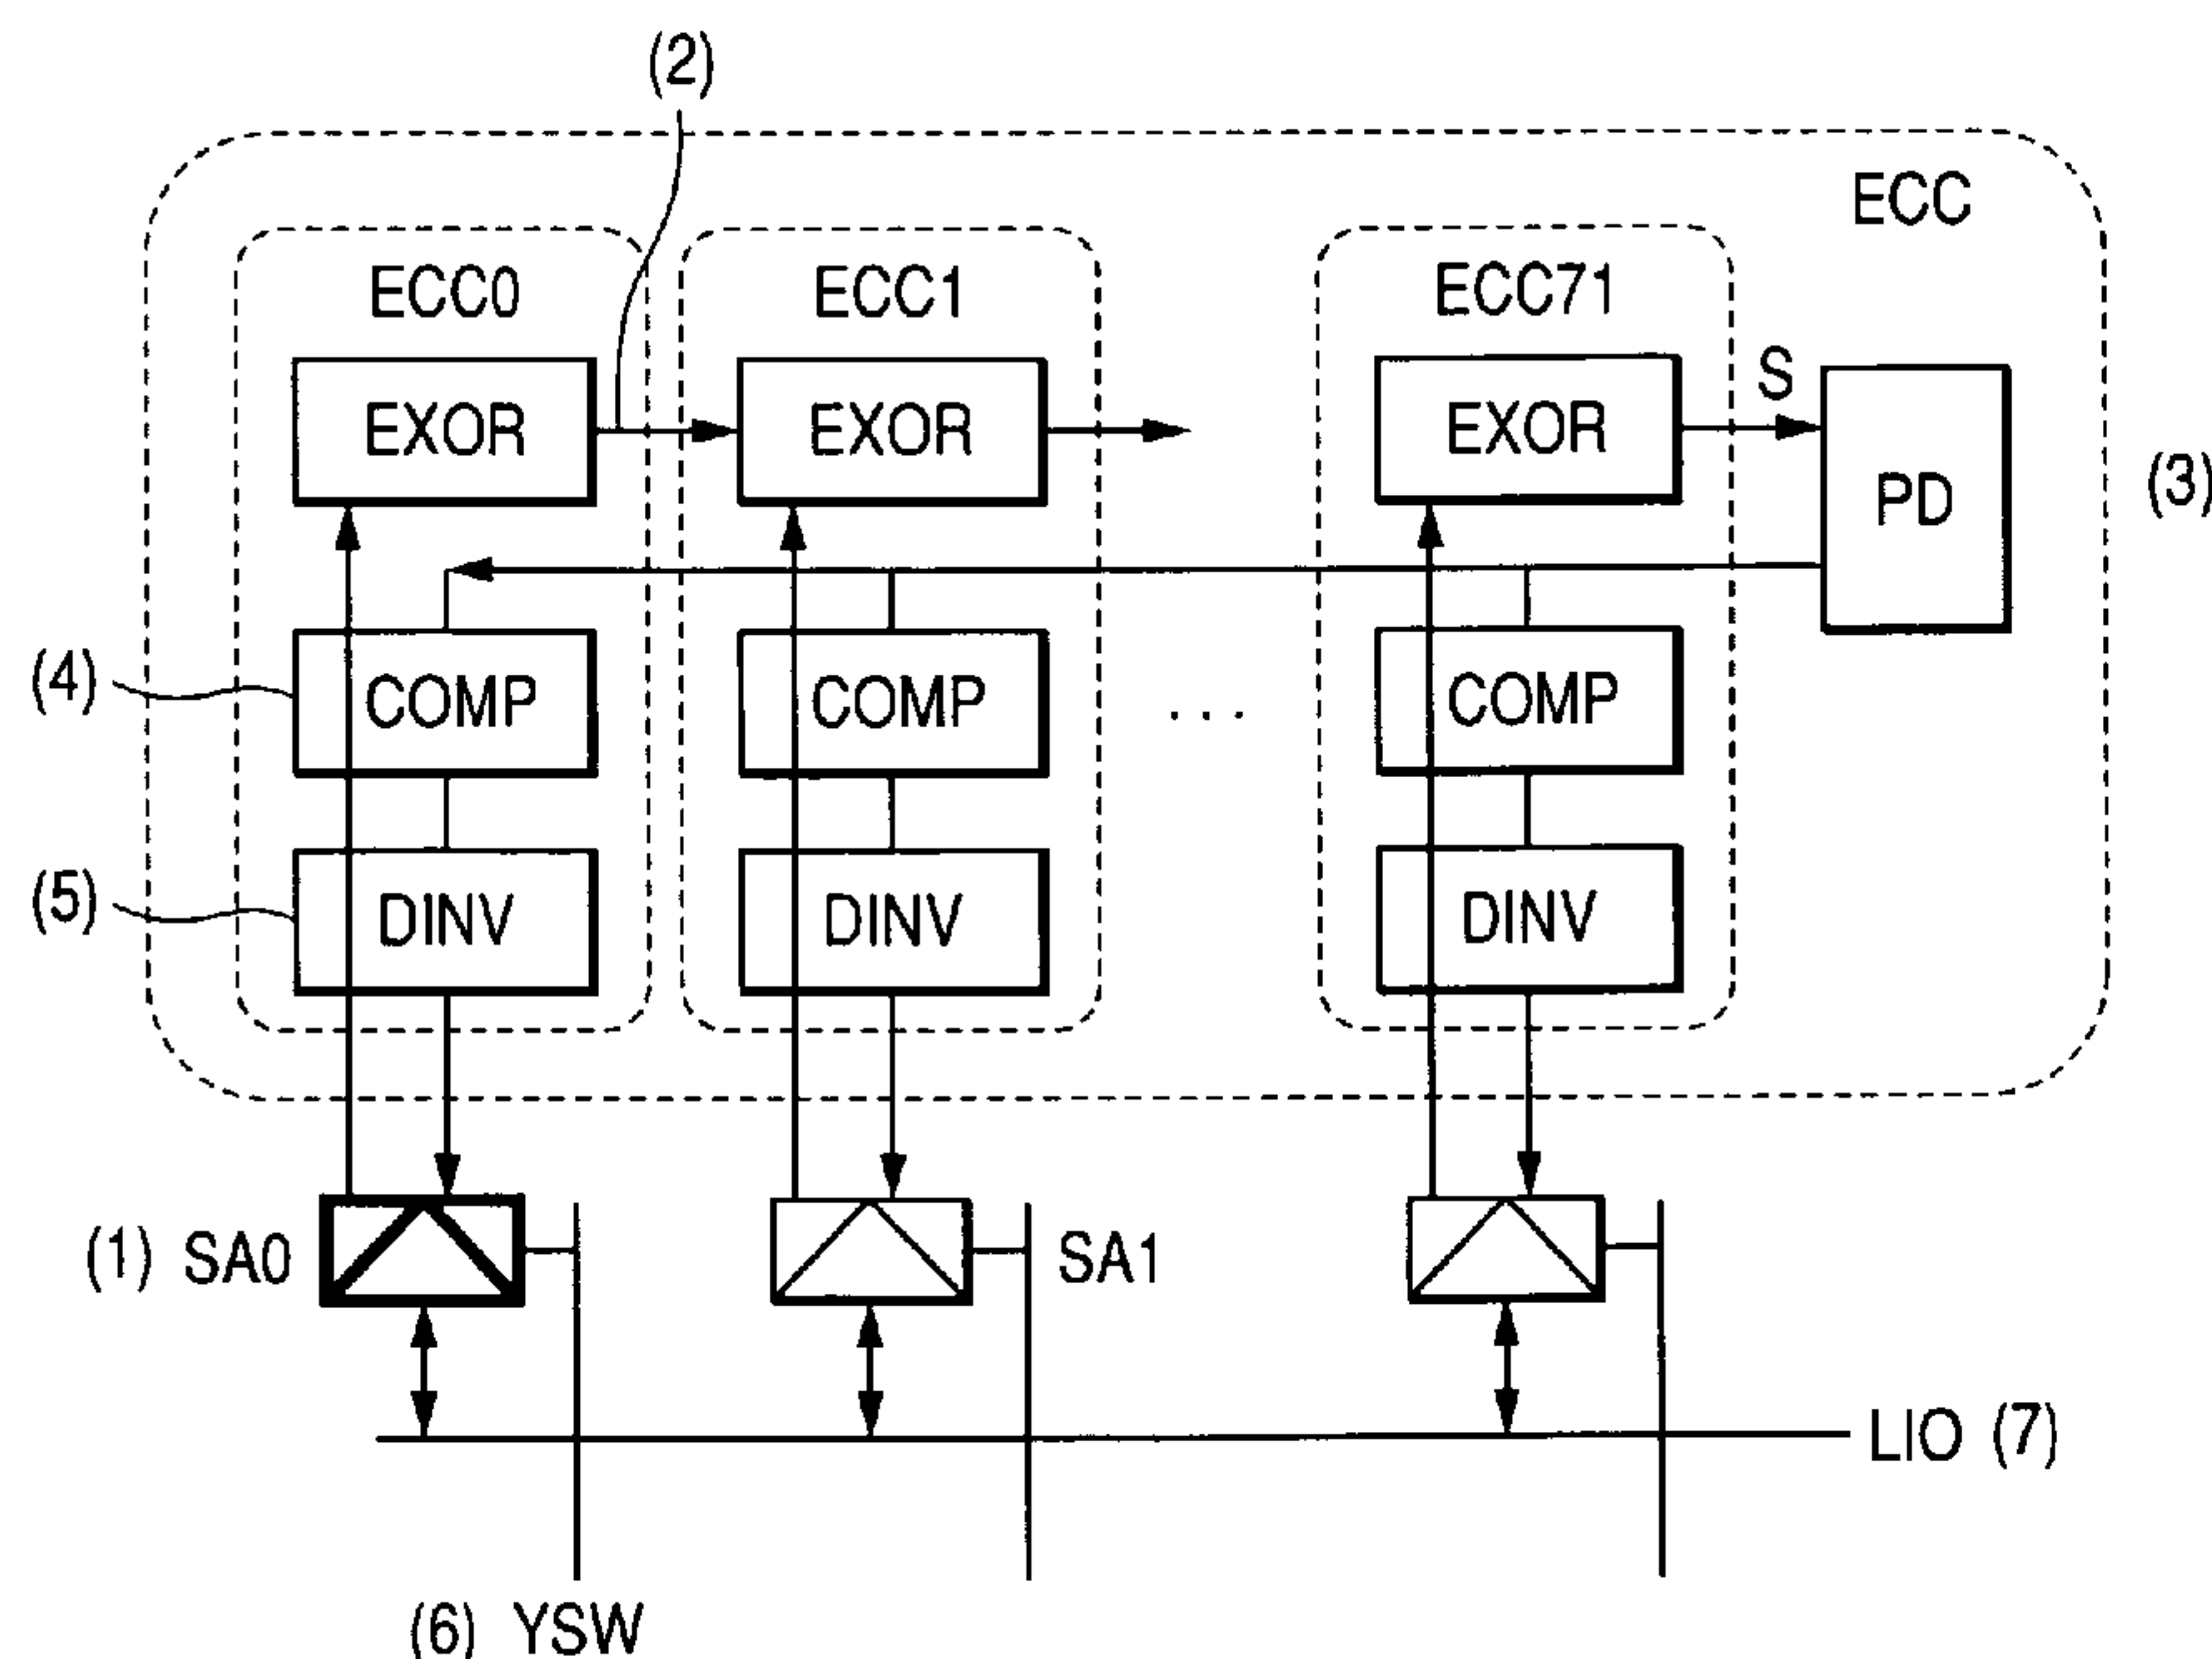 (2)
ECC
ECC0
ECC1
ECC71
EXOR
EXOR
EXOR
S
PD
(3)
(4)
COMP
COMP
...
COMP
(5)
DINV
DINV
DINV
(1) SA0
SA1
LIO (7)
(6) YSW